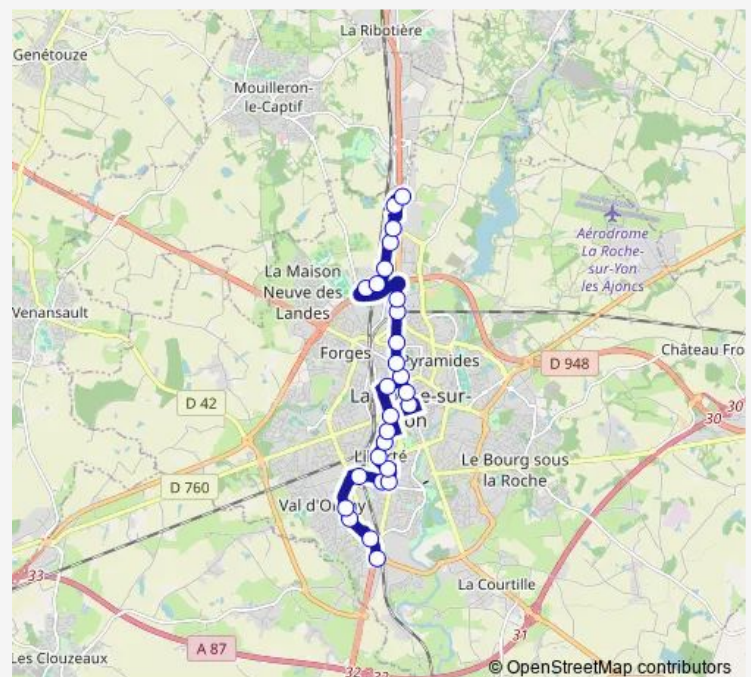 La Ribotière
Genétouze
Mouilleron-
le-Captif
Aérodrome
La Roche-
sur-Yon
les Ajoncs
La Maison
Neuve des
Landes
Venansault
Forges
Pyramides
Château Fro
D 948
D 42
30
30
Le Bourg sous
la Roche
D 760
La Courtille
33
31
A 87
Les Clouzeaux
32
32
© OpenStreetMap contributors